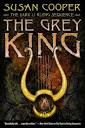 SUSAN COOPER
THE DARK IS RISING SEQUENCE
THE GREY
KING